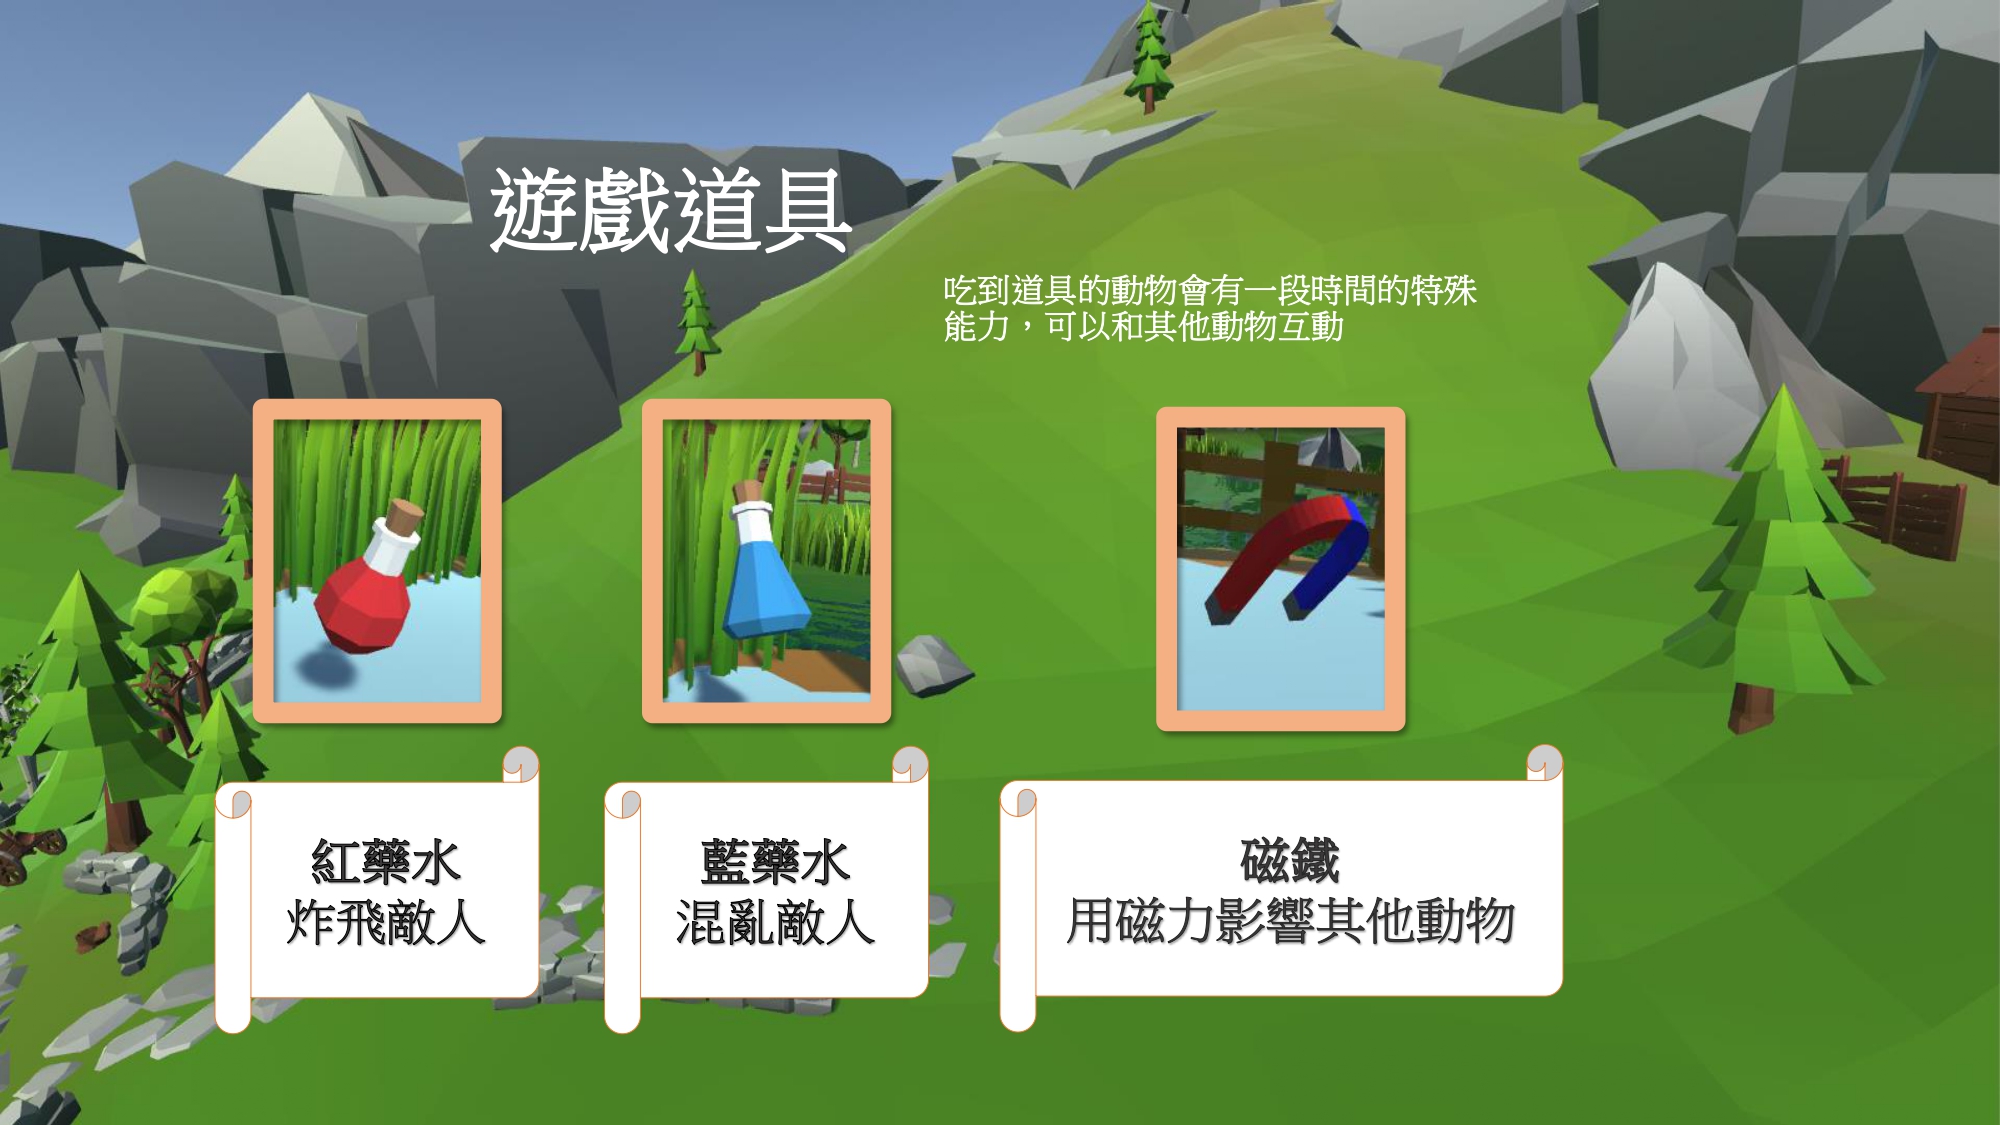 遊戲道具
吃到道具的動物會有一段時間的特殊
能力，可以和其他動物互動
紅藥水
炸飛敵人
藍藥水
混亂敵人
磁鐵
用磁力影響其他動物